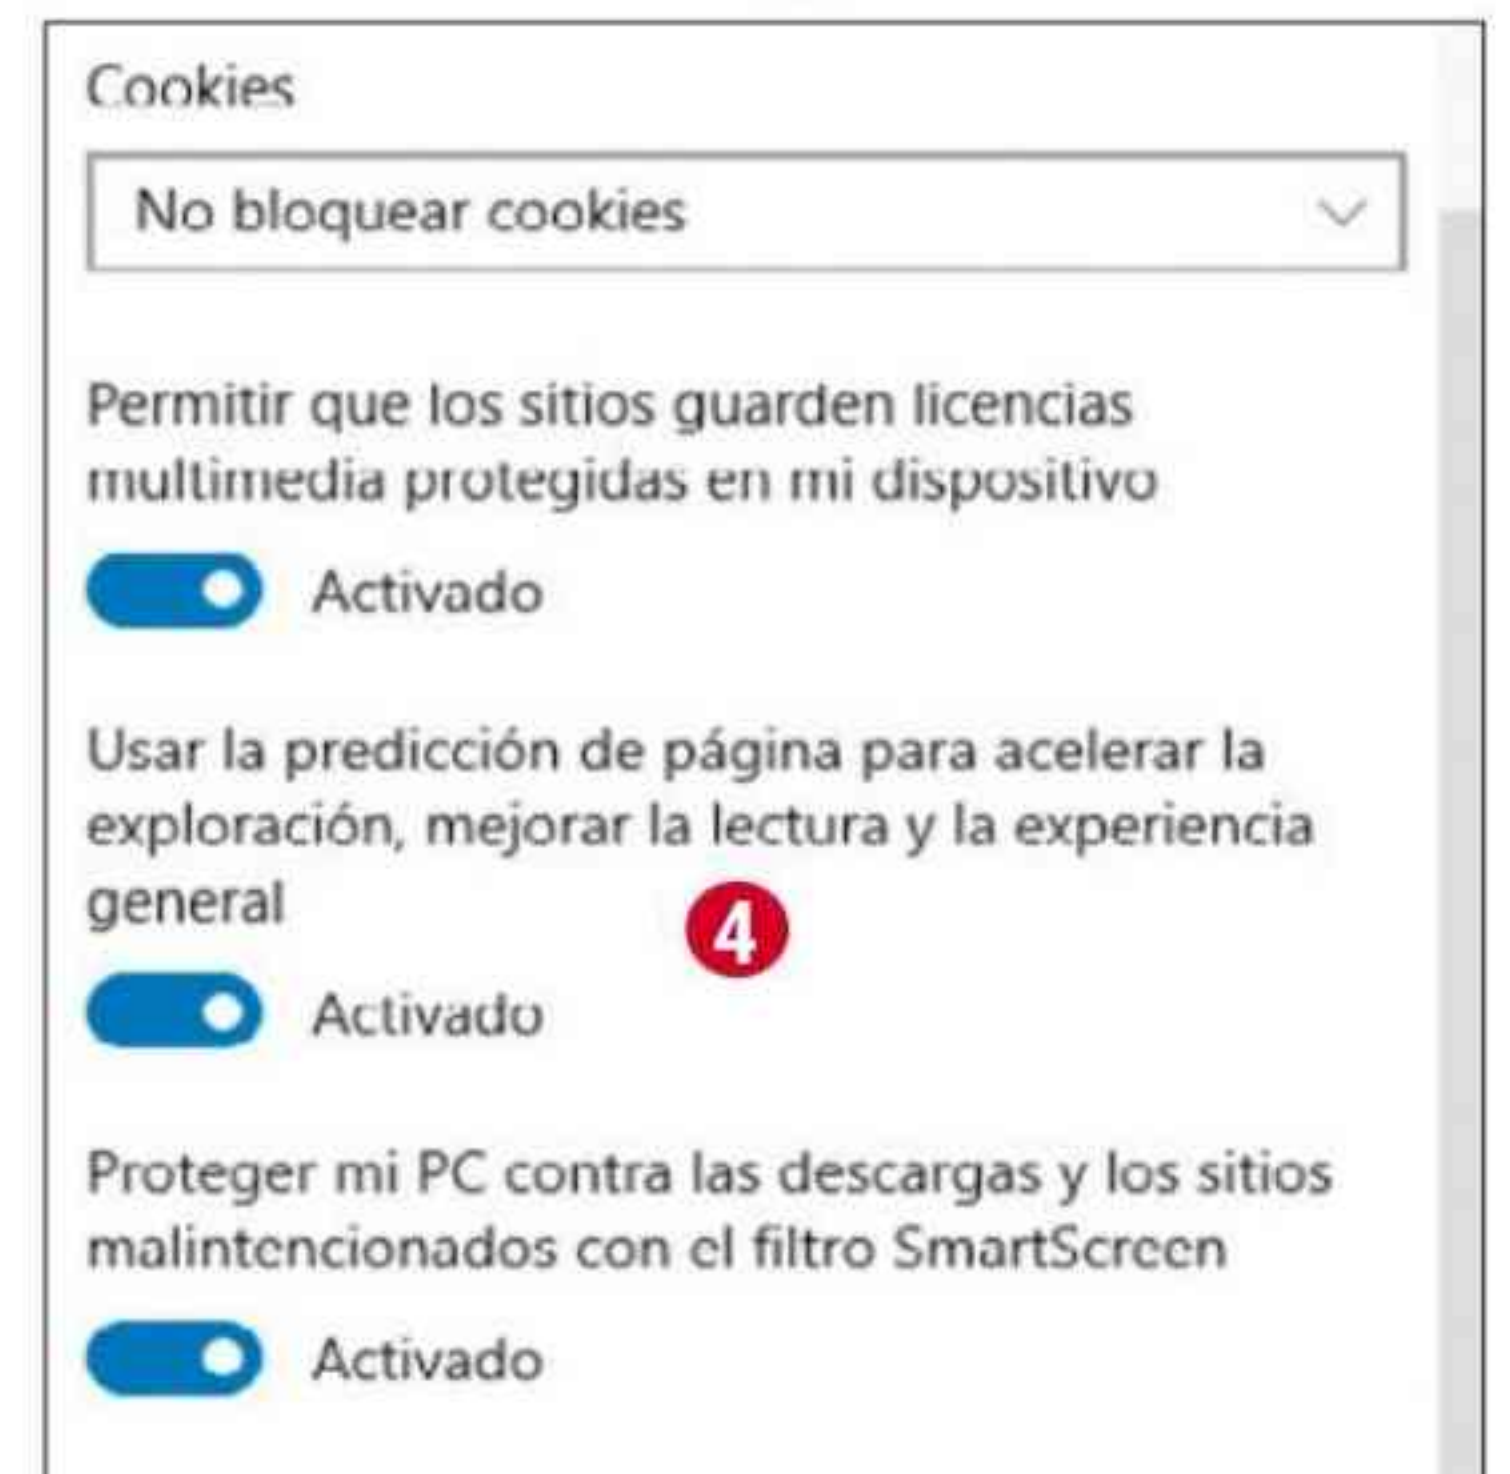 Cookies
No bloquear cookies
Permitir que los sitios guarden licencias
multimedia protegidas en mi dispositivo
Activado
Usar la predicción de página para acelerar la
exploración, mejorar la lectura y la experiencia
general
4
Activado
Proteger mi PC contra las descargas y los sitios
malintencionados con el filtro SmartScreen
Activado